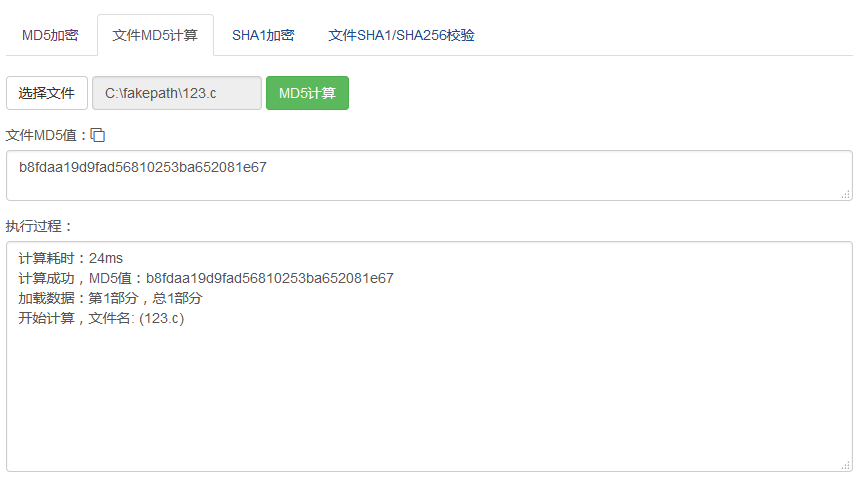 MD5加密 文件MD5计算 SHA1加密 文件SHA1/SHA256校验
选择文件 C:\fakepath\123.c MD5计算
文件MD5值：
b8fdaa19d9fad56810253ba652081e67
执行过程：
计算耗时：24ms
计算成功，MD5值：b8fdaa19d9fad56810253ba652081e67
加载数据：第1部分，总1部分
开始计算，文件名: (123.c)